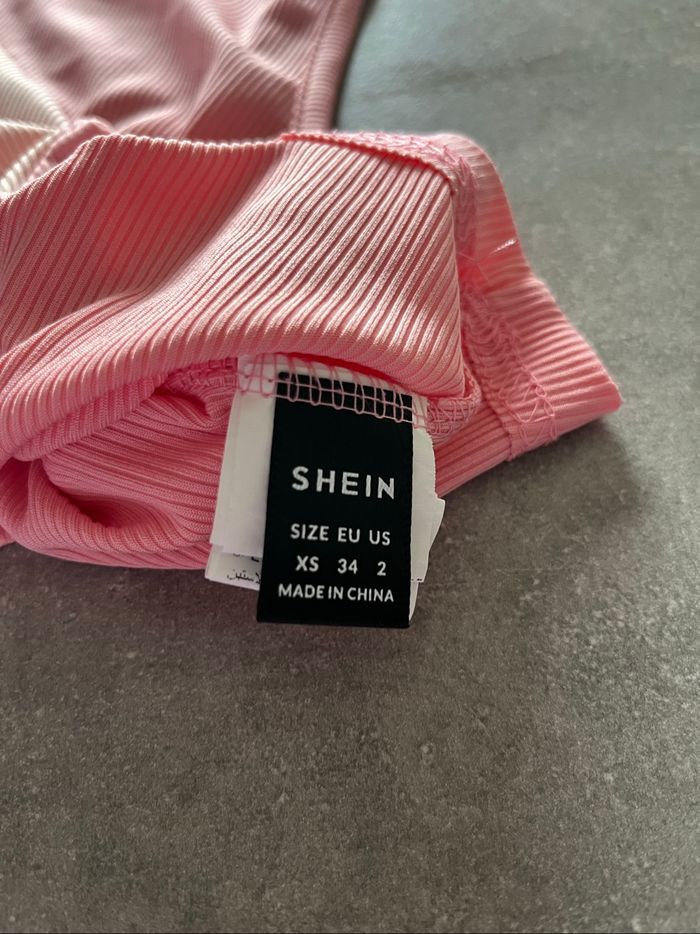 SHEIN
SIZE EU US
XS 34 2
MADE IN CHINA